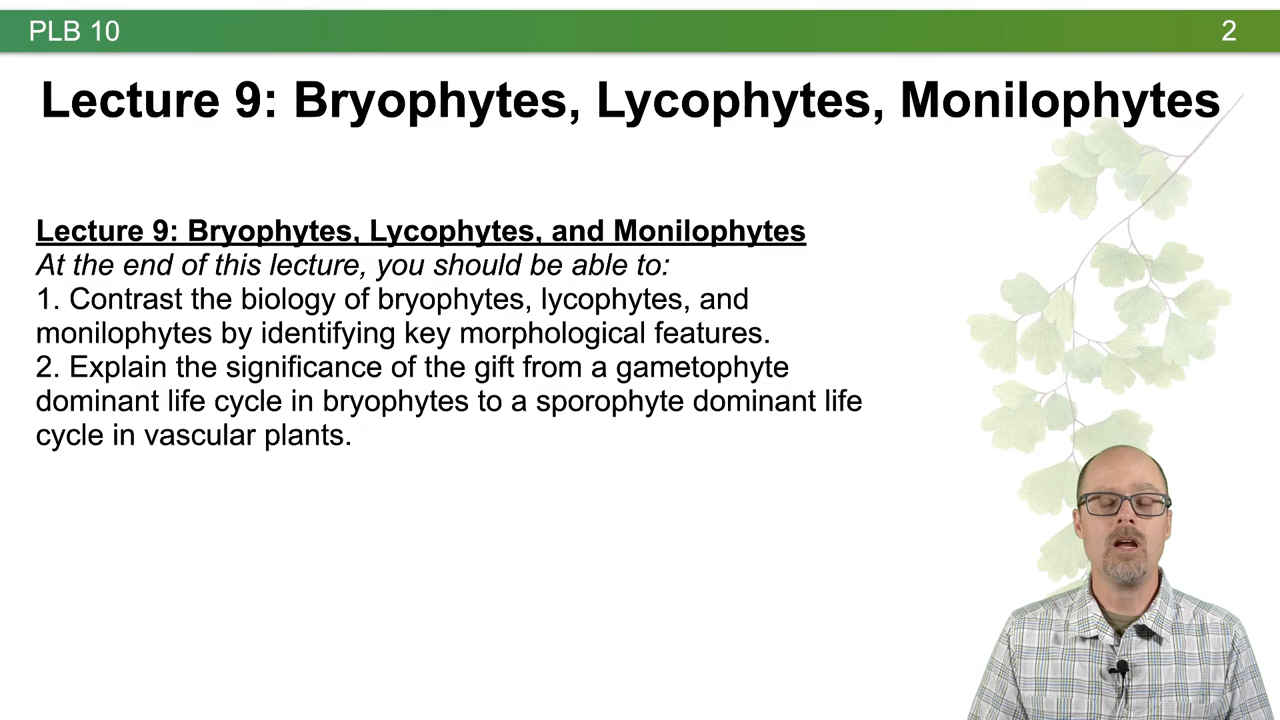 PLB 10
2
Lecture 9: Bryophytes, Lycophytes, Monilophytes
Lecture 9: Bryophytes, Lycophytes, and Monilophytes
At the end of this lecture, you should be able to:
1. Contrast the biology of bryophytes, lycophytes, and
monilophytes by identifying key morphological features.
2. Explain the significance of the gift from a gametophyte
dominant life cycle in bryophytes to a sporophyte dominant life
cycle in vascular plants.